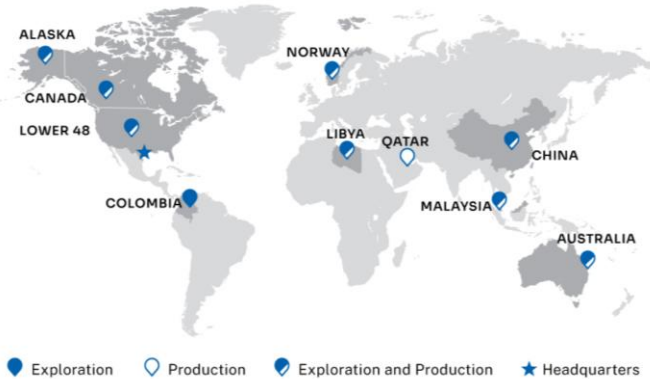 ALASKA
NORWAY
CANADA
LOWER 48
LIBYA
QATAR
CHINA
COLOMBIA
MALAYSIA
AUSTRALIA
Exploration
Production
Exploration and Production
Headquarters